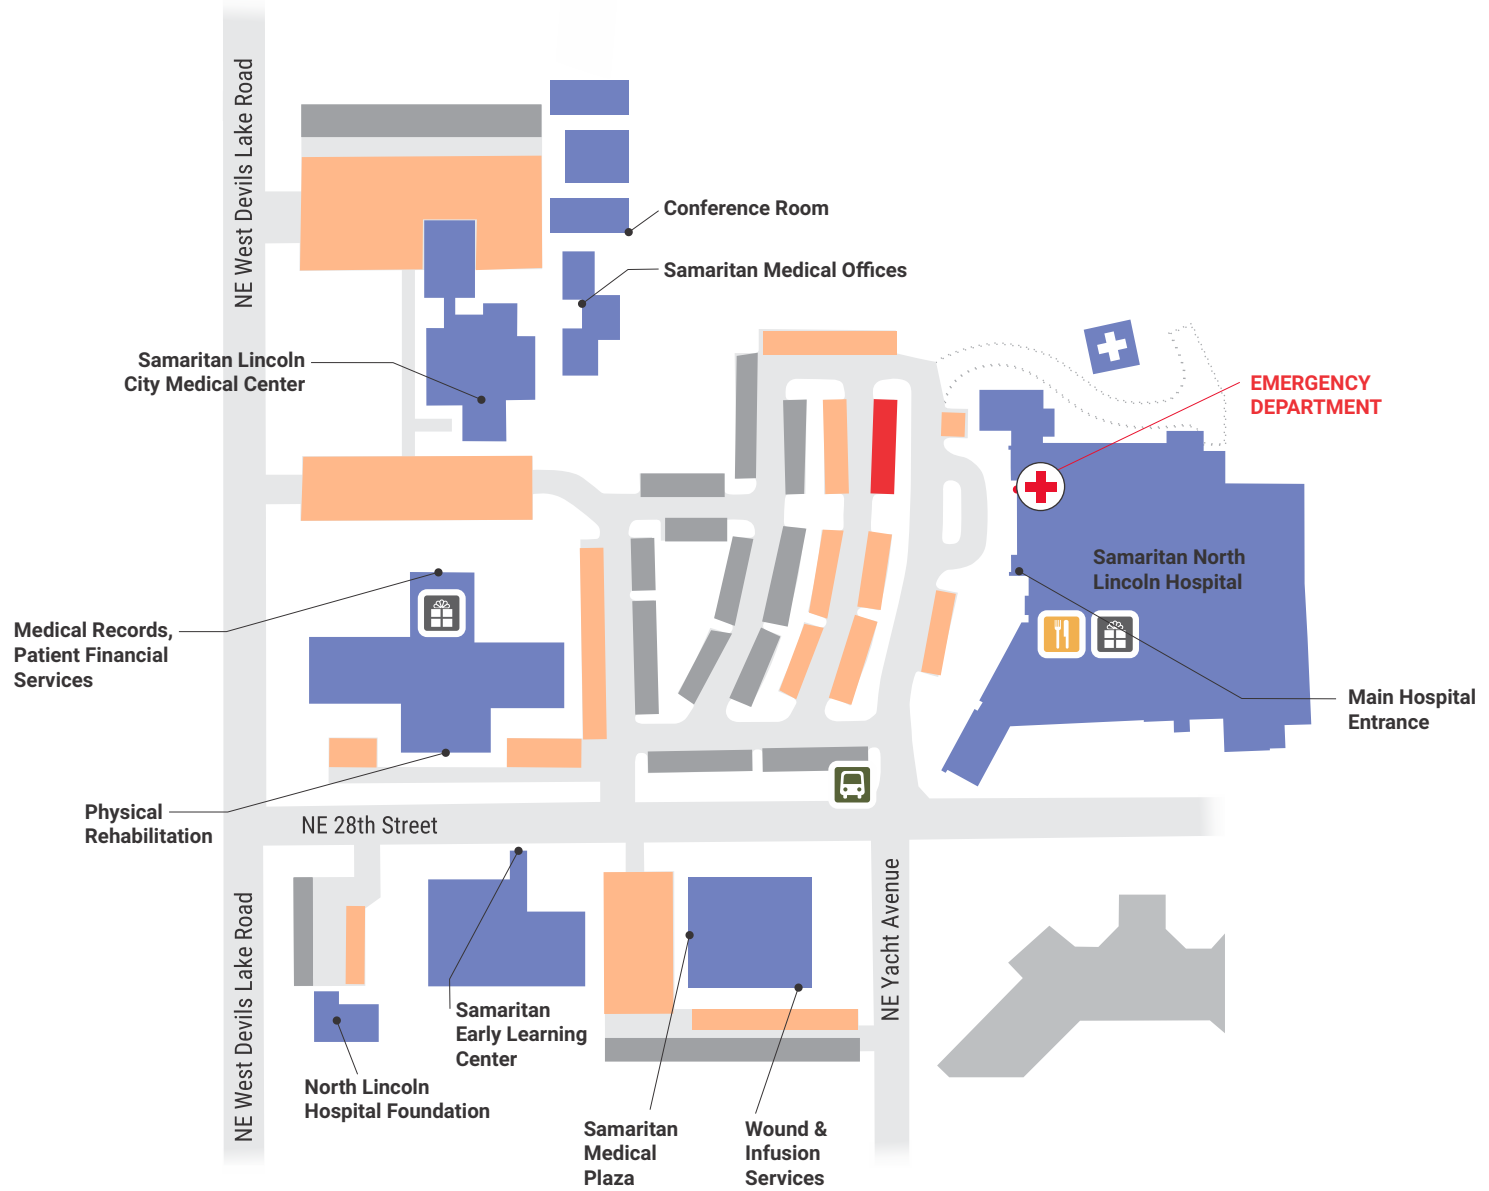 NE West Devils Lake Road
Conference Room
Samaritan Medical Offices
Samaritan Lincoln
City Medical Center
EMERGENCY
DEPARTMENT
Samaritan North
Lincoln Hospital
Medical Records,
Patient Financial
Services
Main Hospital
Entrance
Physical
Rehabilitation
NE 28th Street
NE West Devils Lake Road
NE Yacht Avenue
Samaritan
Early Learning
Center
North Lincoln
Hospital Foundation
Samaritan
Medical
Plaza
Wound &
Infusion
Services